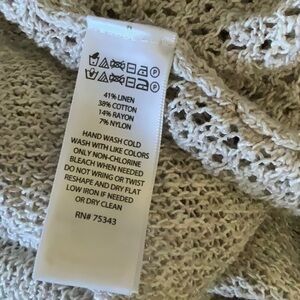 41% LINEN
38% COTTON
14% RAYON
7% NYLON
HAND WASH COLD
WASH WITH LIKE COLORS
ONLY NON-CHLORINE
BLEACH WHEN NEEDED
DO NOT WRING OR TWIST
RESHAPE AND DRY FLAT
LOW IRON IF NEEDED
OR DRY CLEAN
RN# 75343